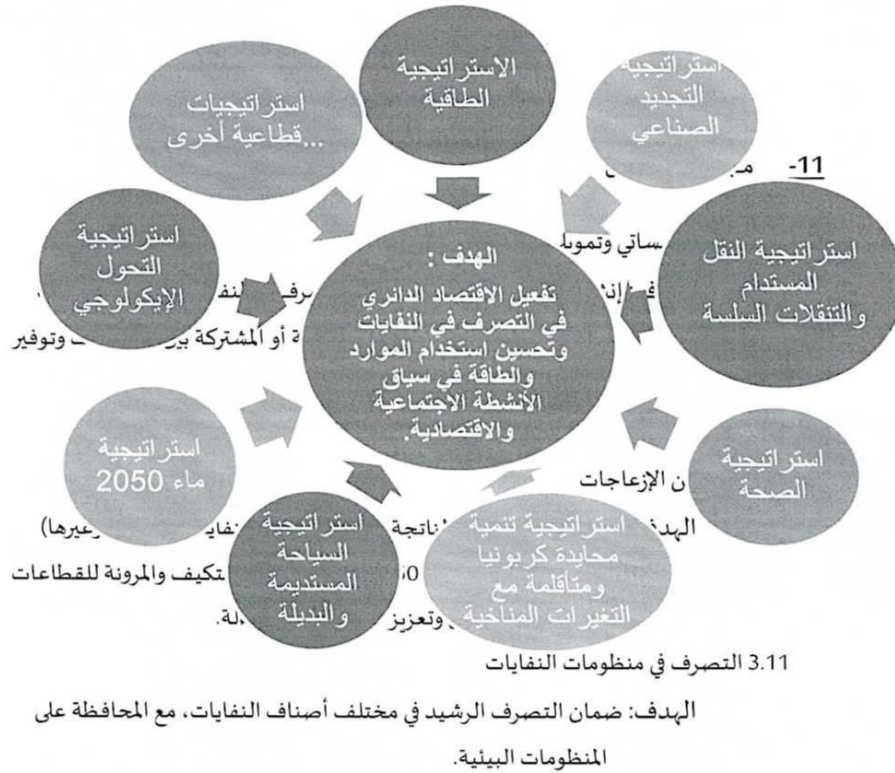 الاستراتيجية
الطاقية
استراتيجية
التجديد
الصناعي
استراتيجيات
قطاعية أخرى...
11-
استراتيجية النقل
المستدام
والتنقلات السلسة
استراتيجية
التحول
الإيكولوجي
الهدف :
تفعيل الاقتصاد الدائري
في التصرف في النفايات
وتحسين استخدام الموارد
والطاقة في سياق
الأنشطة الاجتماعية
والاقتصادية.
أو المشتركة
وتوفير
استراتيجية
ماء 2050
استراتيجية
الصحة
الإزعاجات
الهدف
وغيرها)
استراتيجية
السياحة
المستديمة
والبديلة
استراتيجية تنمية
محايدة كربونيا
ومتأقلمة مع
التغيرات المناخية
والمرونة للقطاعات
وتعزيز
3.11 التصرف في منظومات النفايات
الهدف: ضمان التصرف الرشيد في مختلف أصناف النفايات، مع المحافظة على
المنظومات البيئية.